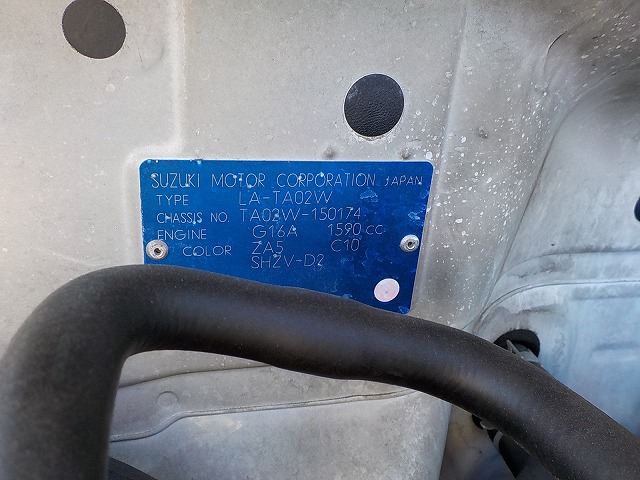 SUZUKI MOTOR CORPORATION JAPAN
TYPE LA-TA02W
CHASSIS NO. TA02W-150174
ENGINE G16A 1590 CC
COLOR ZA5 C10
SH2V-D2